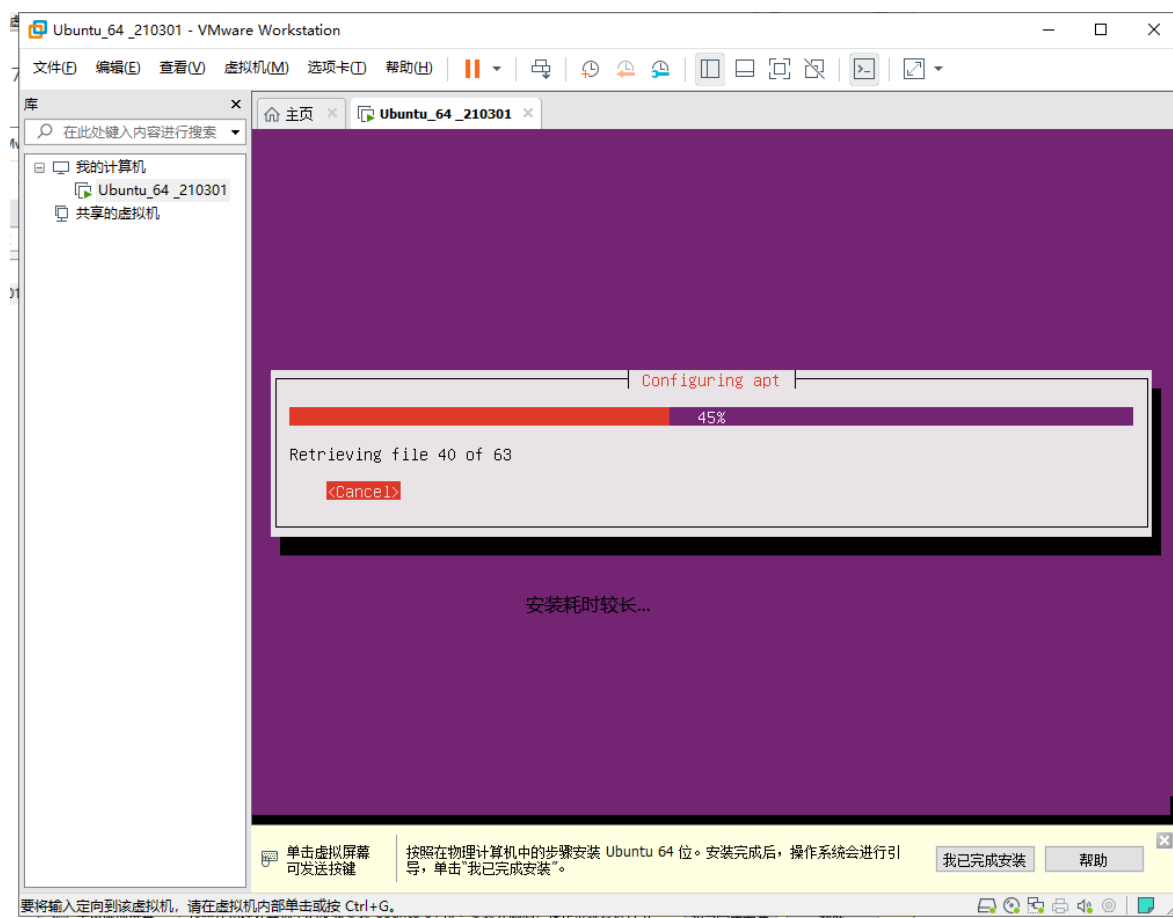 Ubuntu_64 _210301 - VMware Workstation
文件(F) 编辑(E) 查看(V) 虚拟机(M) 选项卡(T) 帮助(H)
库
主页
Ubuntu_64 _210301
在此处键入内容进行搜索
我的计算机
Ubuntu_64 _210301
共享的虚拟机
Configuring apt
45%
Retrieving file 40 of 63
<Cancel>
安装耗时较长...
单击虚拟屏幕
可发送按键
按照在物理计算机中的步骤安装 Ubuntu 64 位。安装完成后，操作系统会进行引
导，单击“我已完成安装”。
我已完成安装
帮助
要将输入定向到该虚拟机，请在虚拟机内部单击或按 Ctrl+G。